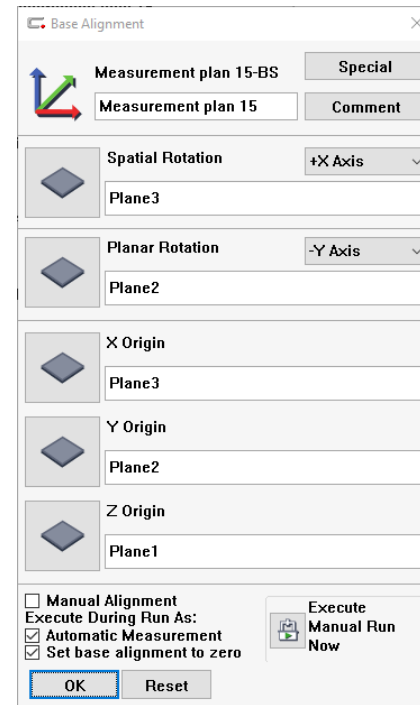 Base Alignment
Measurement plan 15-BS
Special
Measurement plan 15
Comment
Spatial Rotation
+X Axis
Plane3
Planar Rotation
-Y Axis
Plane2
X Origin
Plane3
Y Origin
Plane2
Z Origin
Plane1
Manual Alignment
Execute During Run As:
Automatic Measurement
Set base alignment to zero
Execute
Manual Run
Now
OK
Reset